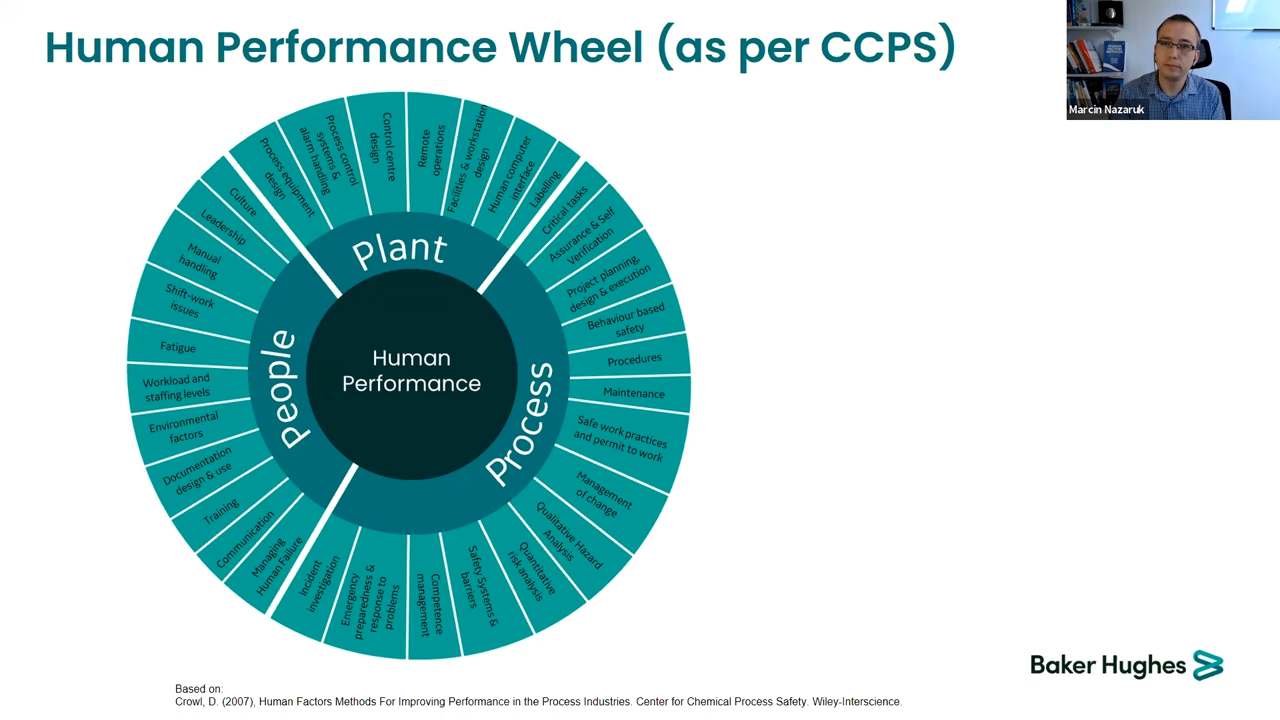 Human Performance Wheel (as per CCPS)
Marcin Nazaruk
Process equipment
design
Process control
systems &
alarm handling
Control centre
design
Remote
operations
Facilities & workstation
design
Human computer
interface
Labelling
Critical tasks
Assurance & Self
Verification
Project planning,
design & execution
Behaviour based
safety
Procedures
Maintenance
Safe work practices
and permit to work
Management
of change
Qualitative Hazard
Analysis
Quantitative
risk analysis
Safety Systems &
barriers
Competence
management
Emergency
preparedness &
response to
problems
Incident
investigation
Managing
Human Failure
Communication
Training
Documentation
design & use
Environmental
factors
Workload and
staffing levels
Fatigue
Shift-work
issues
Manual
handling
Leadership
Culture
Plant
Process
People
Human
Performance
Baker Hughes
Based on:
Crowl, D. (2007), Human Factors Methods For Improving Performance in the Process Industries. Center for Chemical Process Safety. Wiley-Interscience.